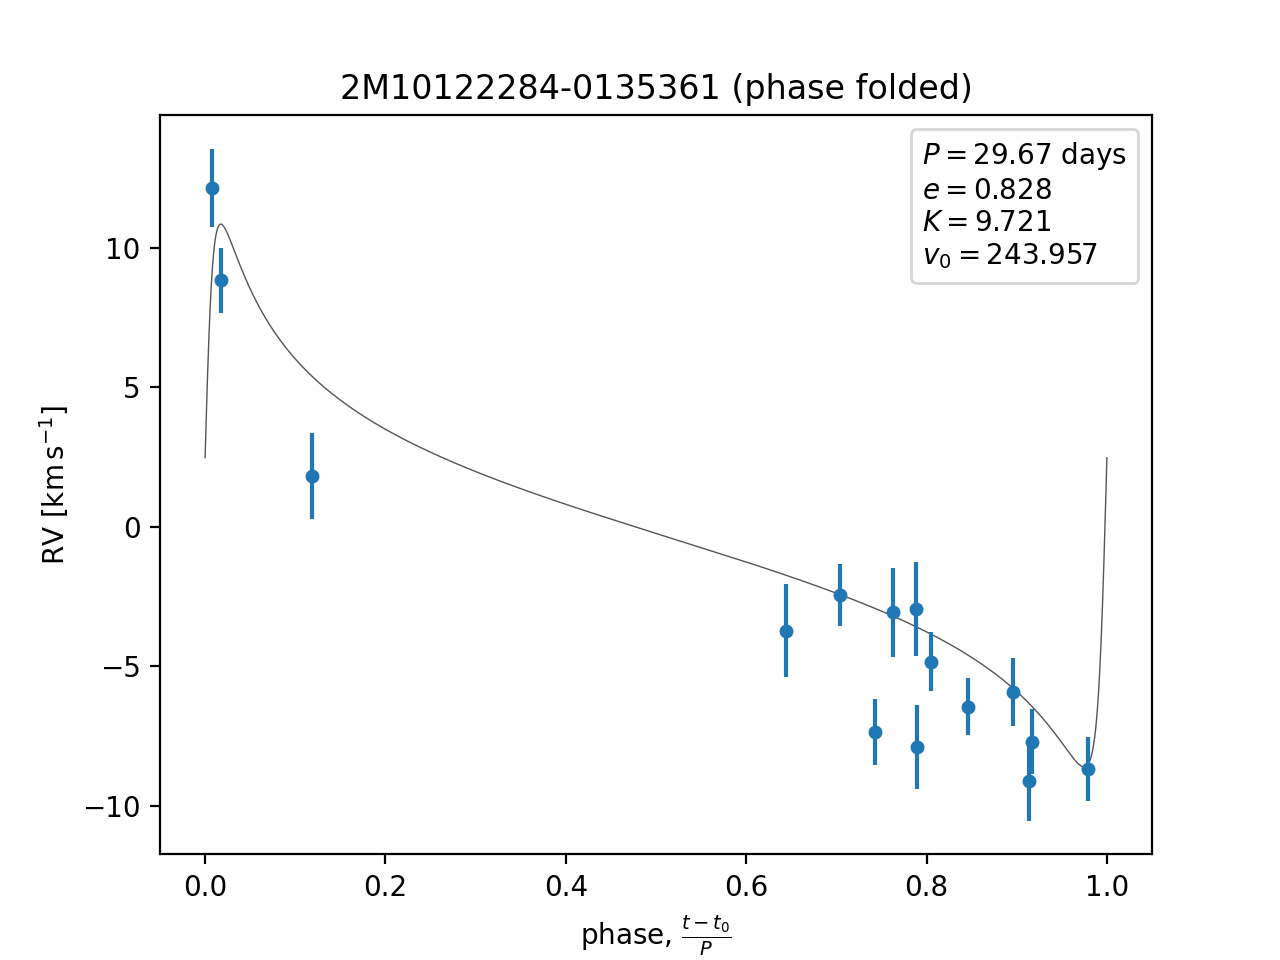 2M10122284-0135361 (phase folded)
P = 29.67 days
e = 0.828
K = 9.721
v₀ = 243.957
RV [km s⁻¹]
10
5
0
−5
−10
0.0 0.2 0.4 0.6 0.8 1.0
phase, (t − t₀)/P